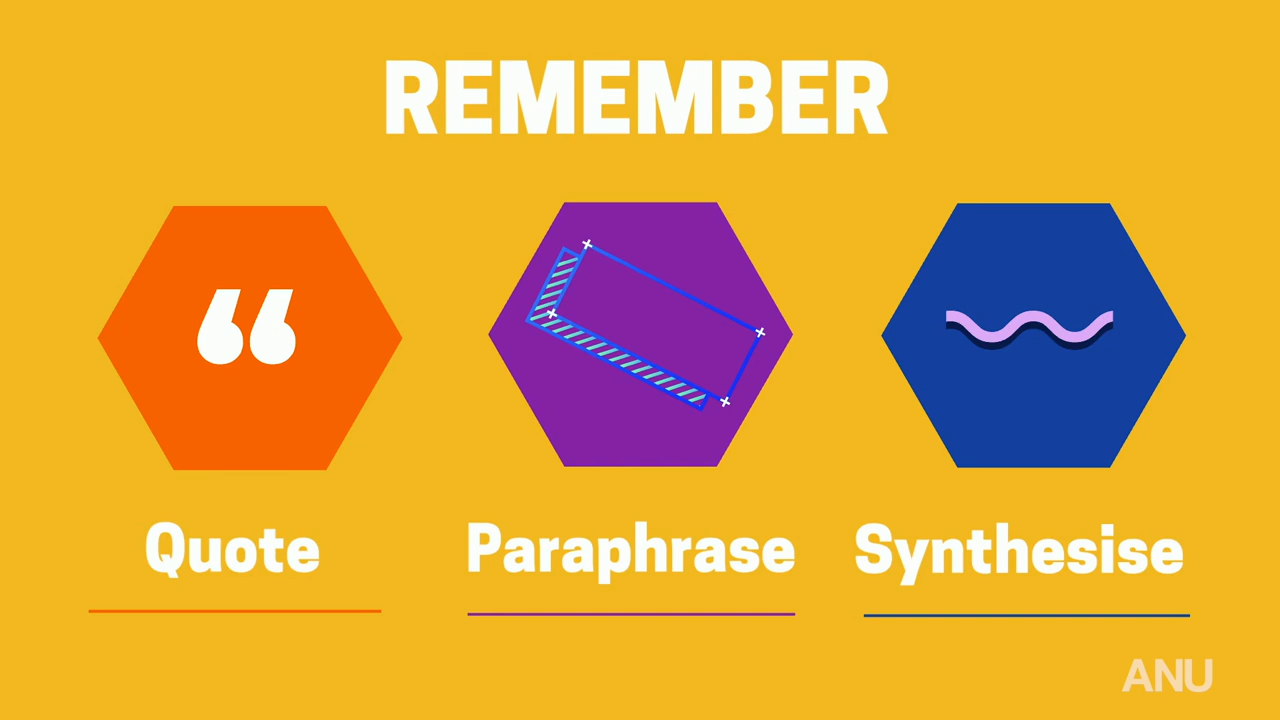 REMEMBER
“
Quote
Paraphrase
Synthesise
ANU